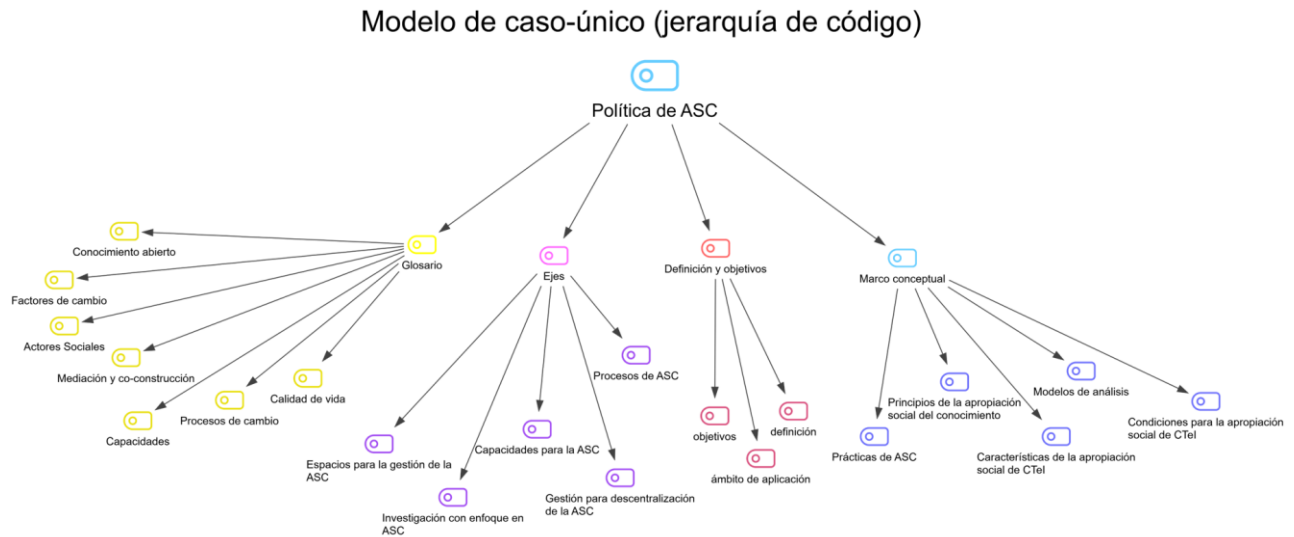 Modelo de caso-único (jerarquía de código)
Política de ASC
Glosario
Conocimiento abierto
Factores de cambio
Actores Sociales
Mediación y co-construcción
Capacidades
Procesos de cambio
Calidad de vida
Ejes
Espacios para la gestión de la
ASC
Investigación con enfoque en
ASC
Capacidades para la ASC
Gestión para descentralización
de la ASC
Procesos de ASC
Definición y objetivos
objetivos
ámbito de aplicación
definición
Marco conceptual
Prácticas de ASC
Principios de la apropiación
social del conocimiento
Características de la apropiación
social de CTeI
Modelos de análisis
Condiciones para la apropiación
social de CTeI